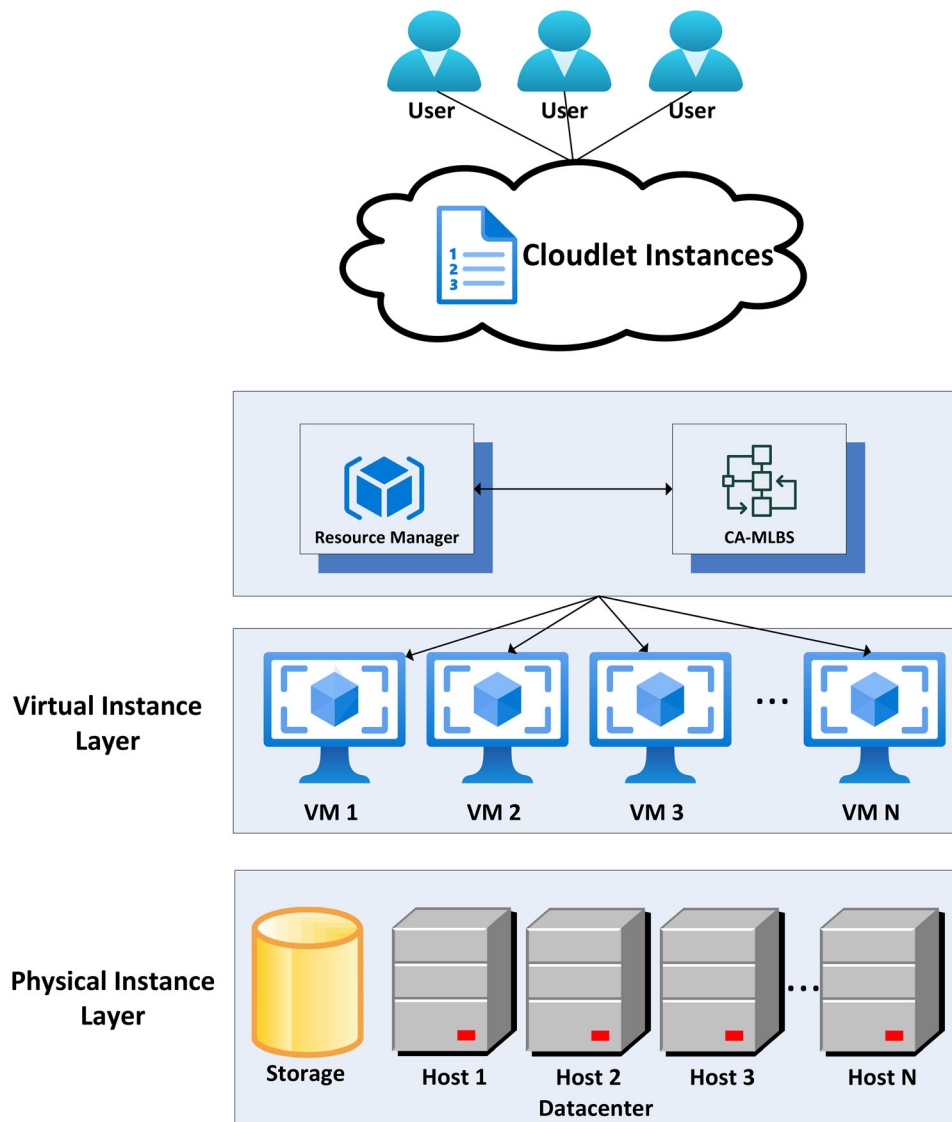 User
User
User
1
2
3
Cloudlet Instances
Resource Manager
CA-MLBS
Virtual Instance
Layer
...
VM 1
VM 2
VM 3
VM N
Physical Instance
Layer
...
Storage
Host 1
Host 2
Host 3
Host N
Datacenter